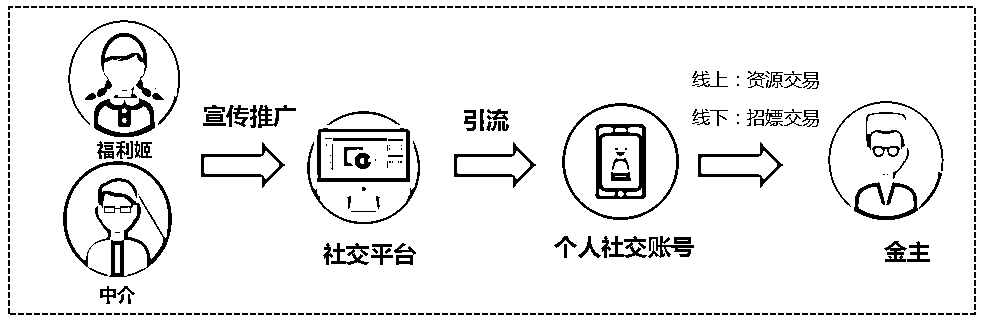 福利姬
中介
宣传推广
社交平台
引流
个人社交账号
线上：资源交易
线下：招嫖交易
金主